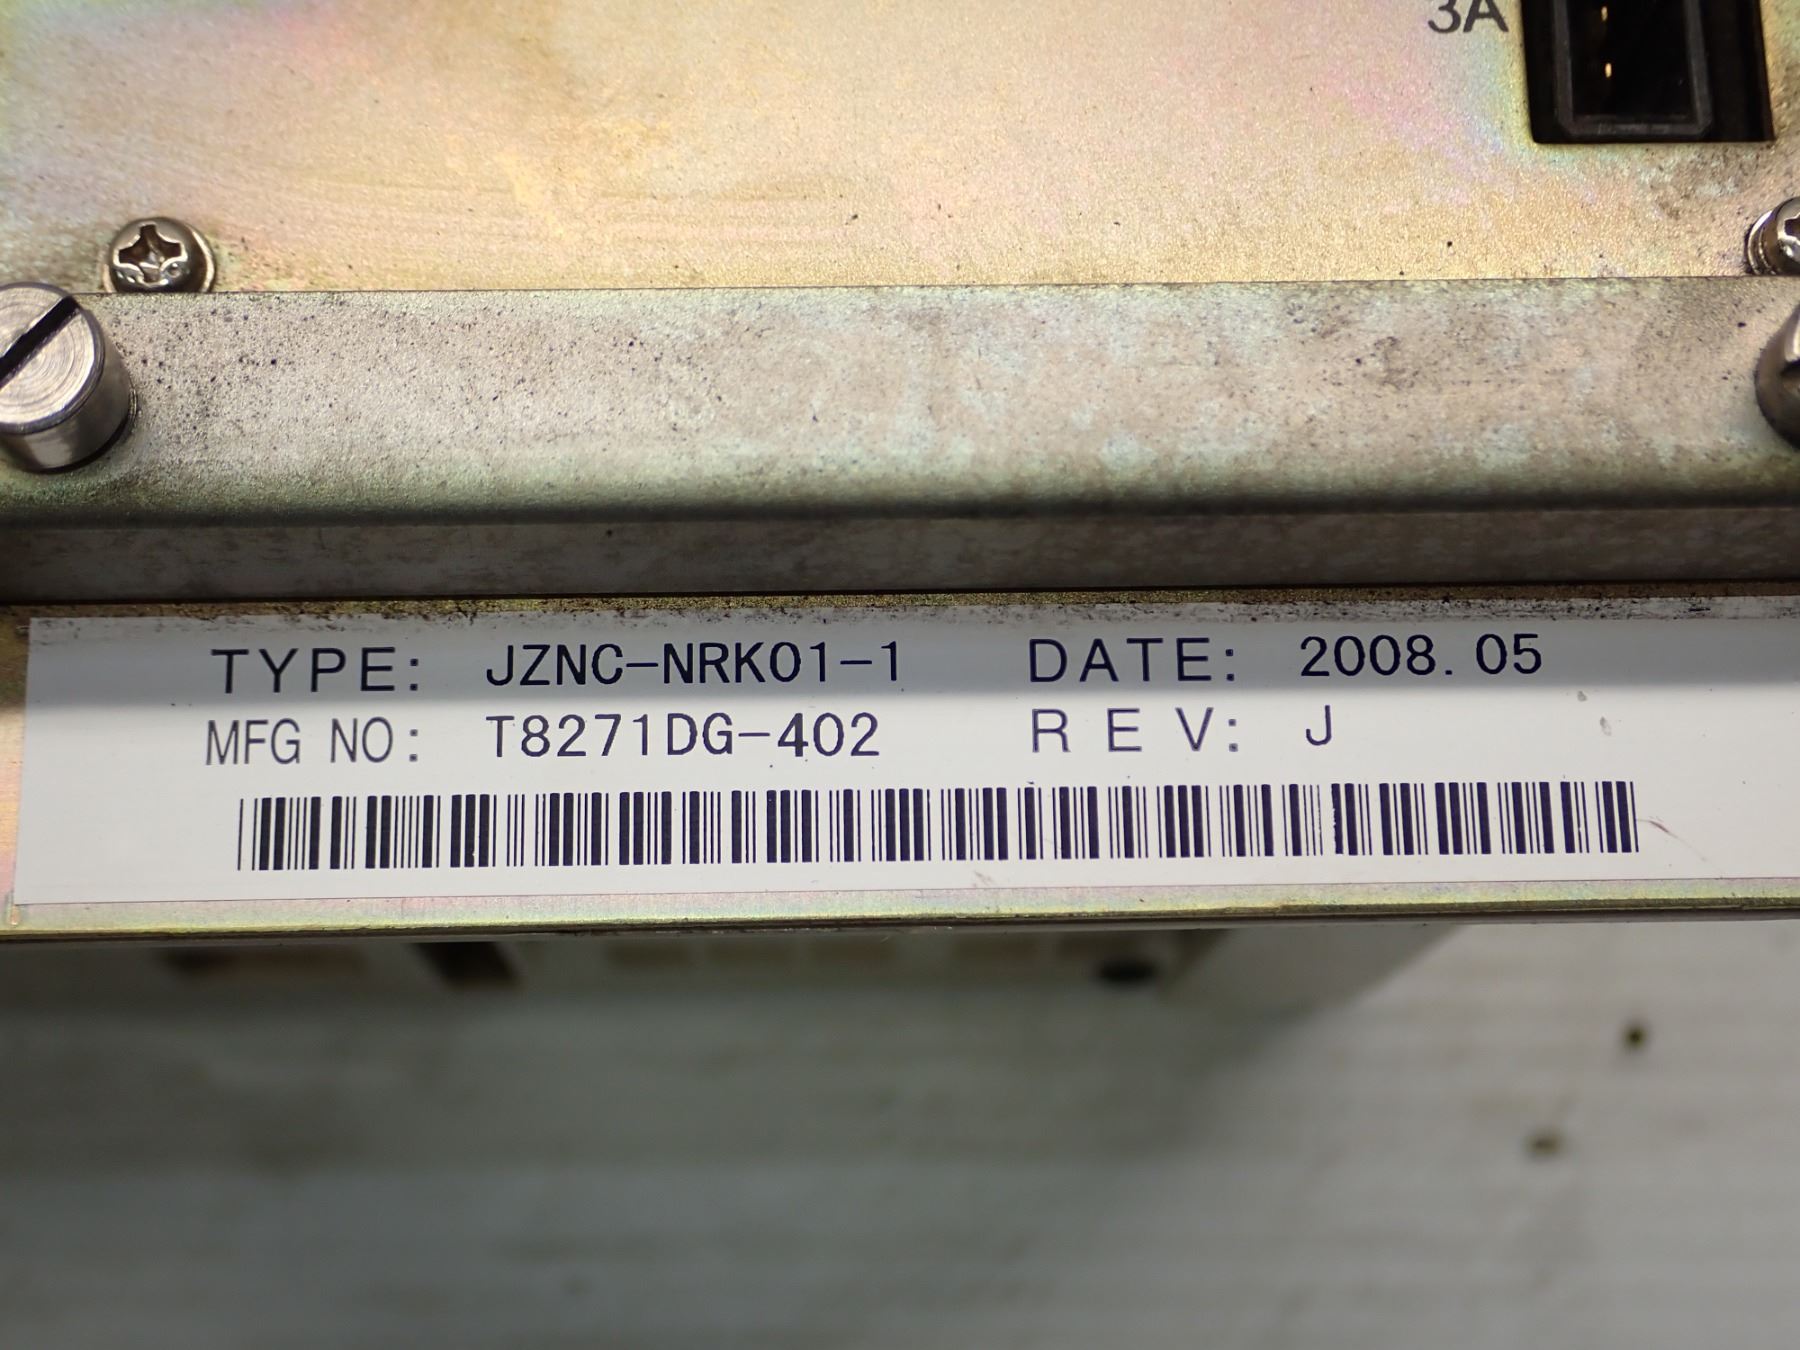 3A
TYPE: JZNC-NRK01-1 DATE: 2008.05
MFG NO: T8271DG-402 REV: J